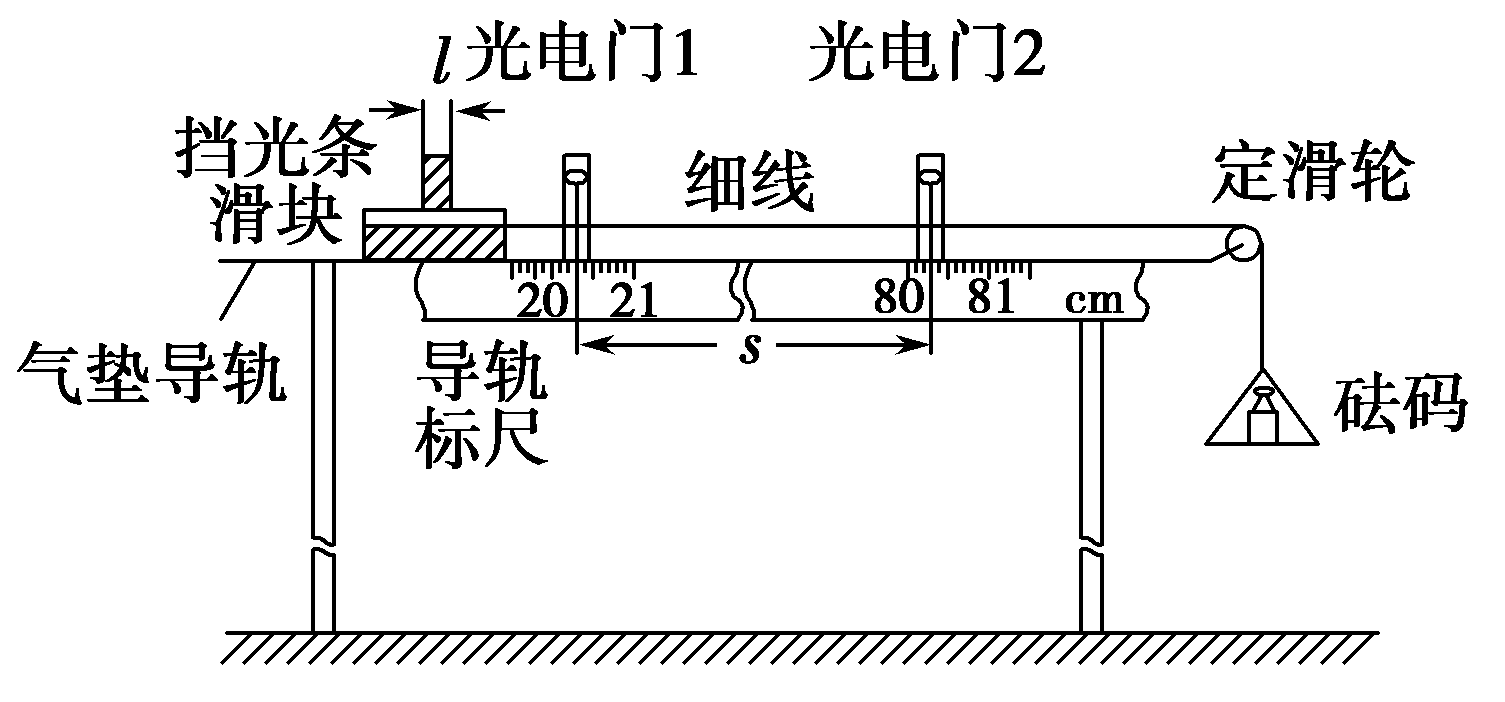 l 光电门1 光电门2
挡光条
滑块
细线
定滑轮
20 21 80 81 cm
s
气垫导轨
导轨
标尺
砝码